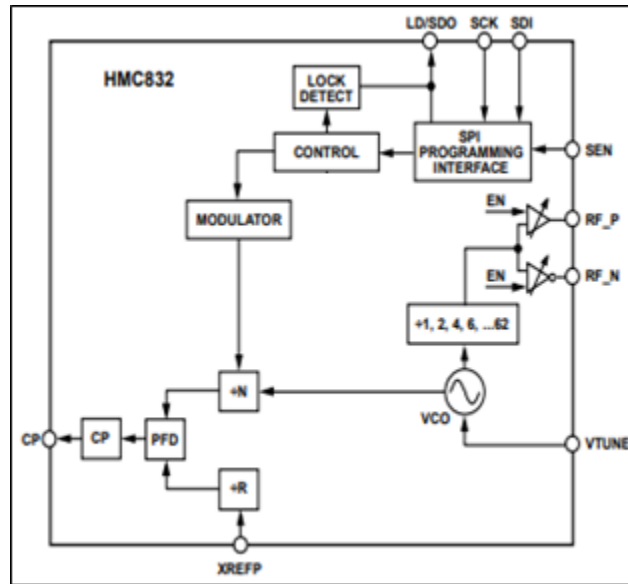 LD/SDO SCK SDI
HMC832
LOCK
DETECT
SPI
PROGRAMMING
INTERFACE
CONTROL
SEN
MODULATOR
EN
RF_P
RF_N
EN
÷1, 2, 4, 6, ...62
÷N
VCO
CP
CP
PFD
VTUNE
÷R
XREFP